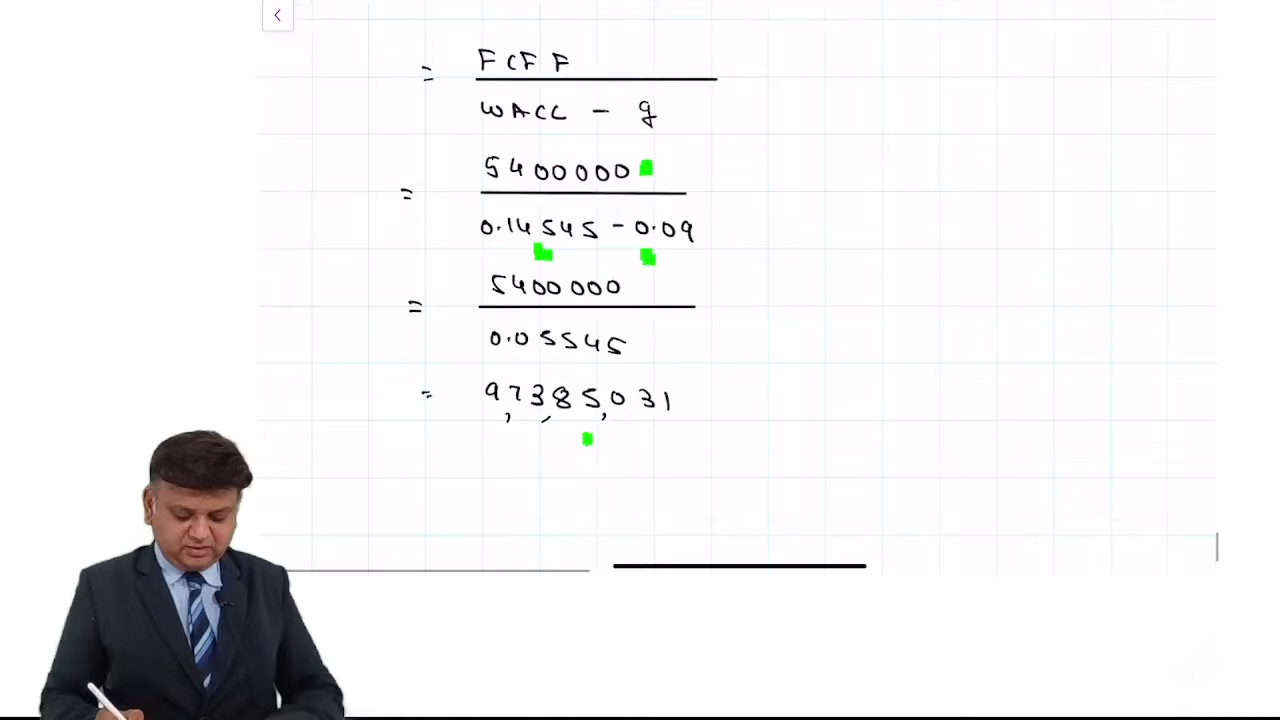 = FCFF
WACC - g
= 5400000
0.14545 - 0.09
= 5400000
0.05545
= 9,73,85,031